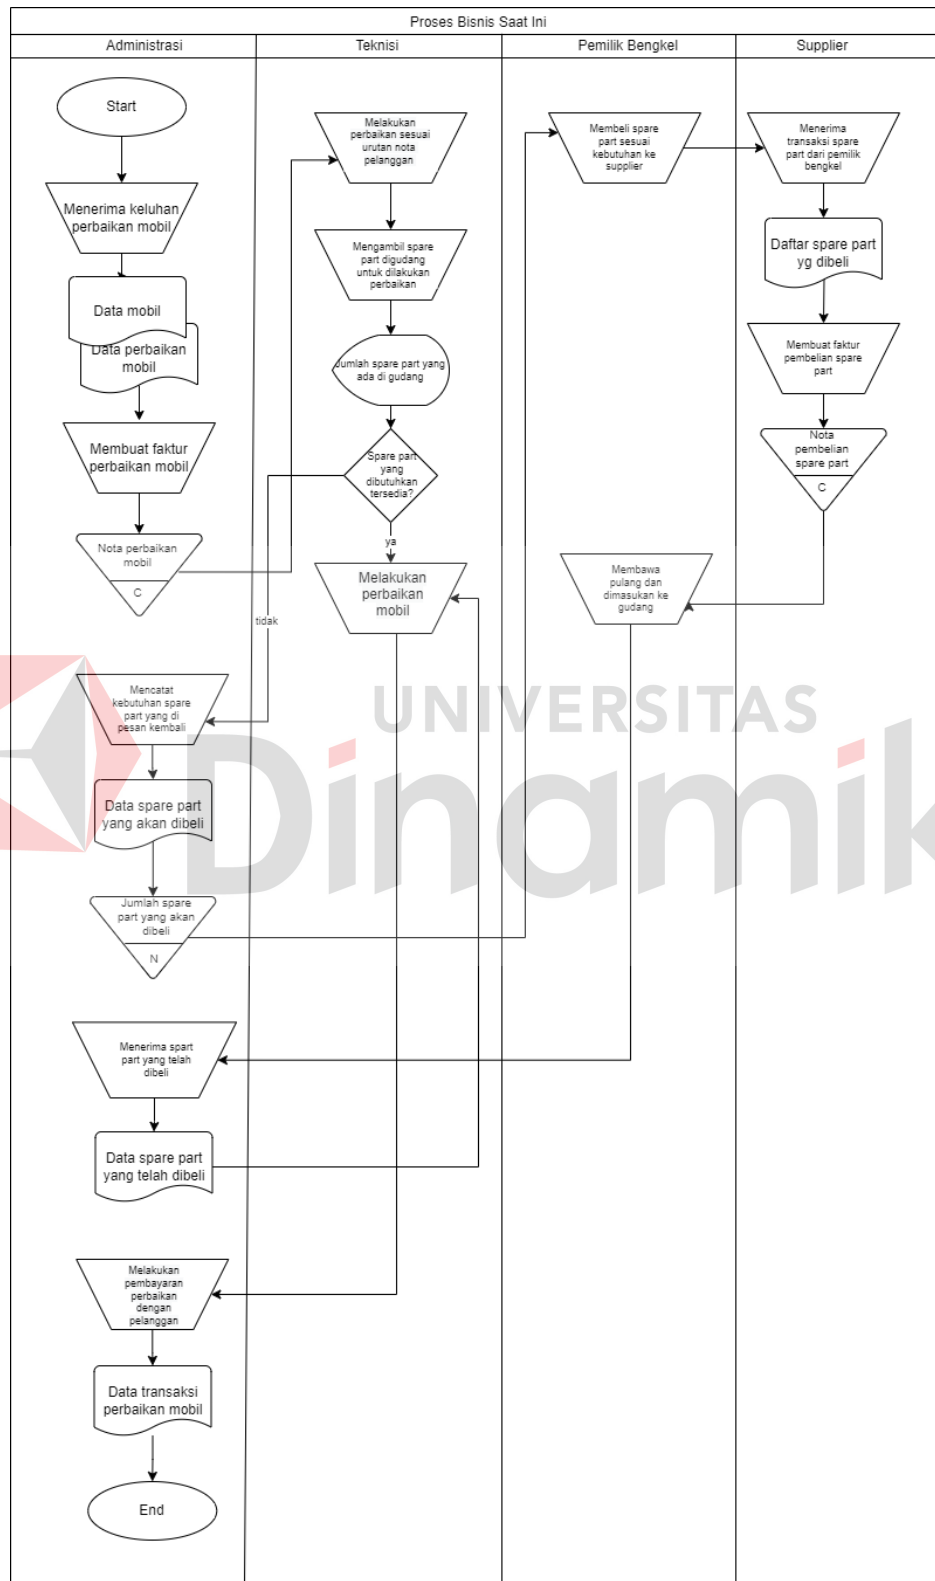 Proses Bisnis Saat Ini
Administrasi
Teknisi
Pemilik Bengkel
Supplier
Start
Menerima keluhan
perbaikan mobil
Data mobil
Data perbaikan
mobil
Membuat faktur
perbaikan mobil
Nota perbaikan
mobil
C
Melakukan
perbaikan sesuai
urutan nota
pelanggan
Mengambil spare
part digudang
untuk dilakukan
perbaikan
Jumlah spare part yang
ada di gudang
Spare part
yang
dibutuhkan
tersedia?
ya
tidak
Melakukan
perbaikan
mobil
Mencatat
kebutuhan spare
part yang di
pesan kembali
Data spare part
yang akan dibeli
Jumlah spare
part yang akan
dibeli
N
Membeli spare
part sesuai
kebutuhan ke
supplier
Menerima
transaksi spare
part dari pemilik
bengkel
Daftar spare part
yg dibeli
Membuat faktur
pembelian spare
part
Nota
pembelian
spare part
C
Membawa
pulang dan
dimasukan ke
gudang
Menerima spart
part yang telah
dibeli
Data spare part
yang telah dibeli
Melakukan
pembayaran
perbaikan
dengan
pelanggan
Data transaksi
perbaikan mobil
End
UNIVERSITAS
Dinamik